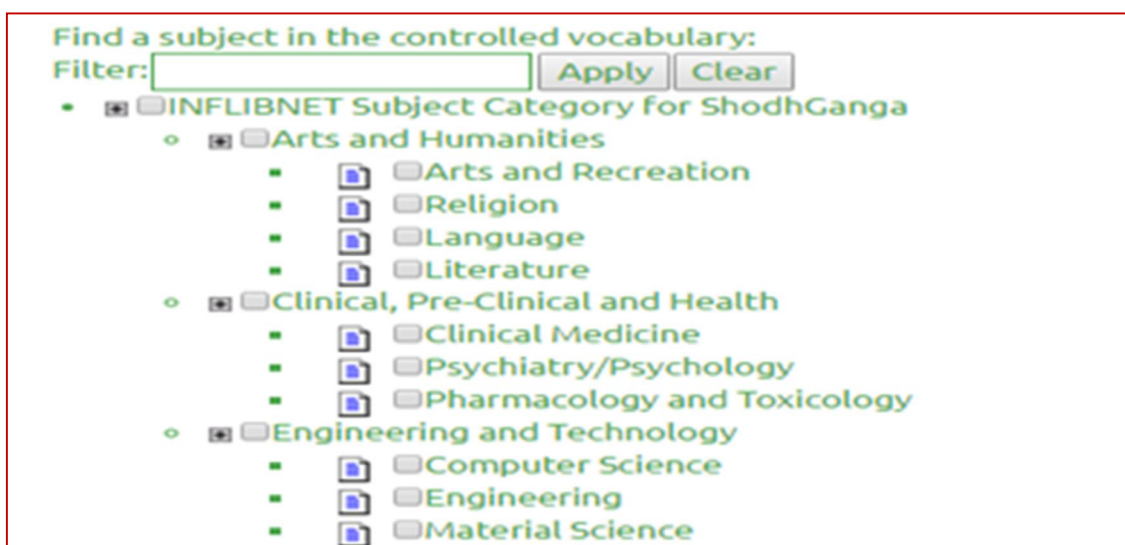 Find a subject in the controlled vocabulary:
Filter: Apply Clear
INFLIBNET Subject Category for ShodhGanga
Arts and Humanities
Arts and Recreation
Religion
Language
Literature
Clinical, Pre-Clinical and Health
Clinical Medicine
Psychiatry/Psychology
Pharmacology and Toxicology
Engineering and Technology
Computer Science
Engineering
Material Science